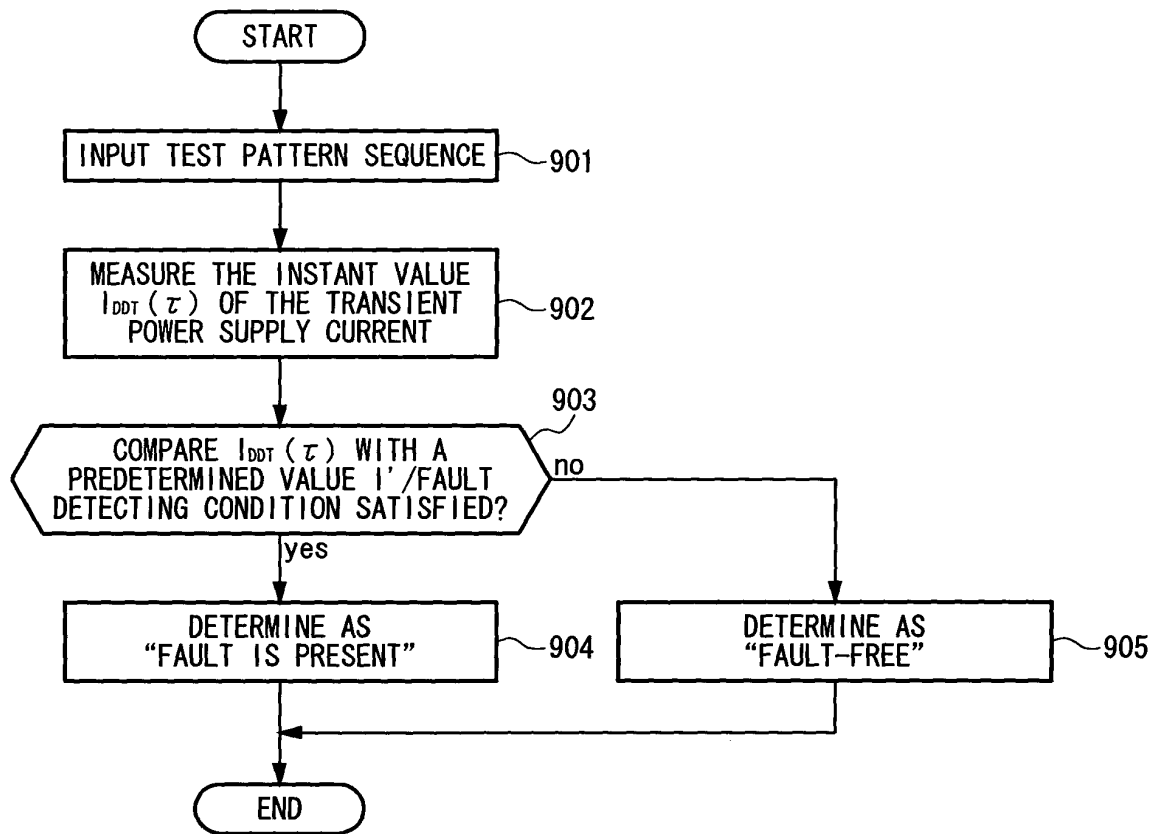 START
INPUT TEST PATTERN SEQUENCE
901
MEASURE THE INSTANT VALUE
IDDT(τ) OF THE TRANSIENT
POWER SUPPLY CURRENT
902
903
COMPARE IDDT(τ) WITH A
PREDETERMINED VALUE I'/FAULT
DETECTING CONDITION SATISFIED?
no
yes
DETERMINE AS
“FAULT IS PRESENT”
904
DETERMINE AS
“FAULT-FREE”
905
END